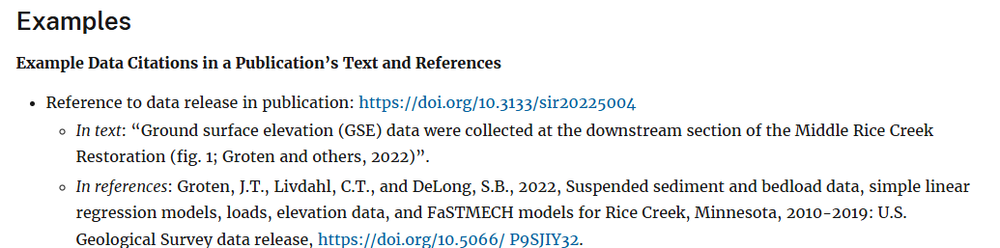 Examples
Example Data Citations in a Publication’s Text and References
• Reference to data release in publication: https://doi.org/10.3133/sir20225004
◦ In text: “Ground surface elevation (GSE) data were collected at the downstream section of the Middle Rice Creek
Restoration (fig. 1; Groten and others, 2022)”.
◦ In references: Groten, J.T., Livdahl, C.T., and DeLong, S.B., 2022, Suspended sediment and bedload data, simple linear
regression models, loads, elevation data, and FaSTMECH models for Rice Creek, Minnesota, 2010-2019: U.S.
Geological Survey data release, https://doi.org/10.5066/ P9SJIY32.